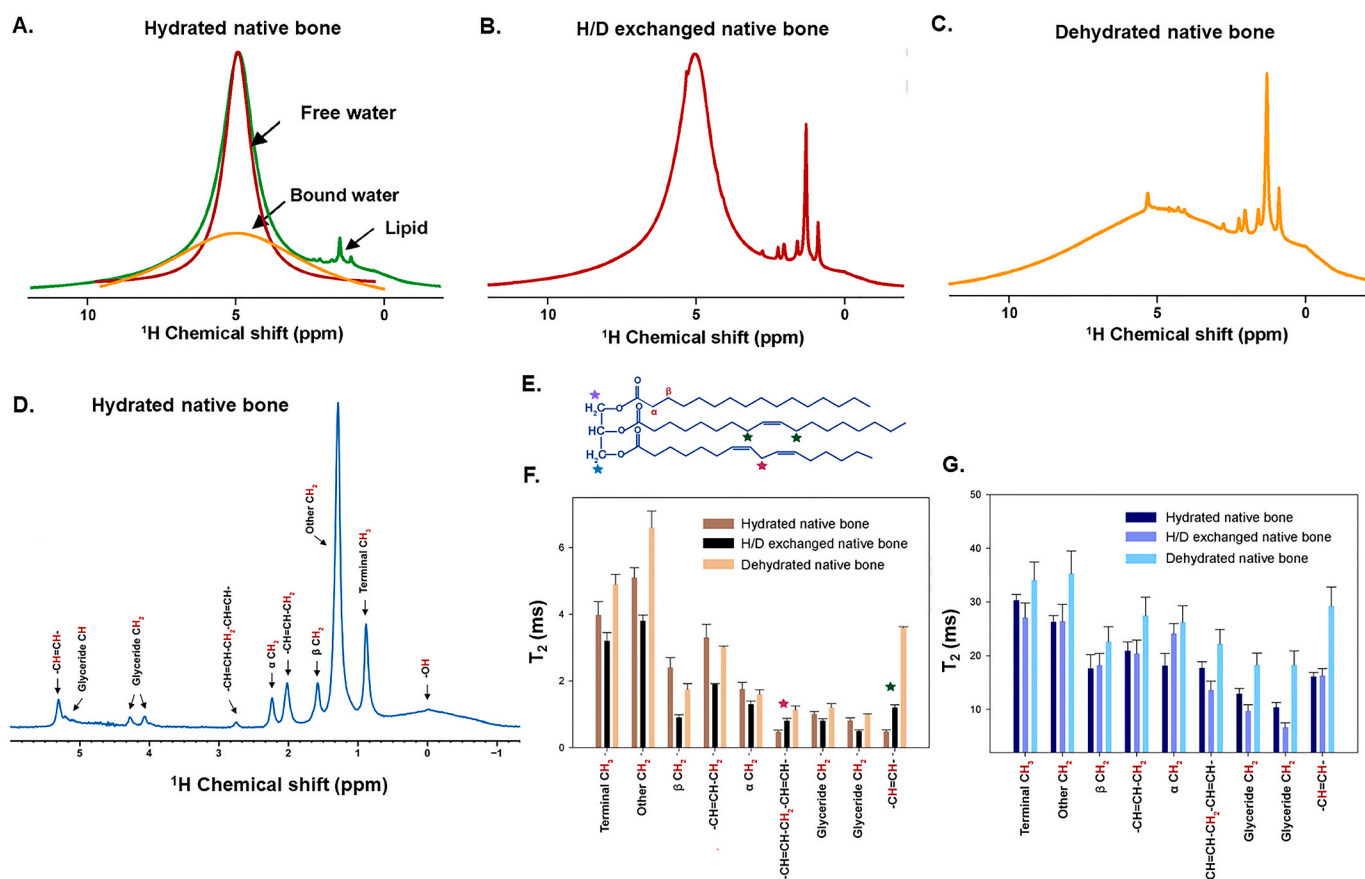 A.
Hydrated native bone
Free water
Bound water
Lipid
10
5
0
¹H Chemical shift (ppm)
B.
H/D exchanged native bone
10
5
0
¹H Chemical shift (ppm)
C.
Dehydrated native bone
10
5
0
¹H Chemical shift (ppm)
D.
Hydrated native bone
-CH=CH-
Glyceride CH
Glyceride CH₂
-CH=CH-CH₂-CH=CH-
α CH₂
-CH=CH-CH₂
β CH₂
Other CH₂
Terminal CH₃
-OH
5
4
3
2
1
0
-1
¹H Chemical shift (ppm)
E.
O
β
H₂C
O
α
O
HC
O
O
H₂C
O
F.
T₂ (ms)
6
4
2
0
Hydrated native bone
H/D exchanged native bone
Dehydrated native bone
Terminal CH₃
Other CH₂
β CH₂
-CH=CH-CH₂
α CH₂
-CH=CH-CH₂-CH=CH-
Glyceride CH₂
Glyceride CH₂
-CH=CH-
G.
T₂ (ms)
50
40
30
20
10
Hydrated native bone
H/D exchanged native bone
Dehydrated native bone
Terminal CH₃
Other CH₂
β CH₂
-CH=CH-CH₂
α CH₂
CH=CH-CH₂-CH=CH-
Glyceride CH₂
Glyceride CH₂
-CH=CH-